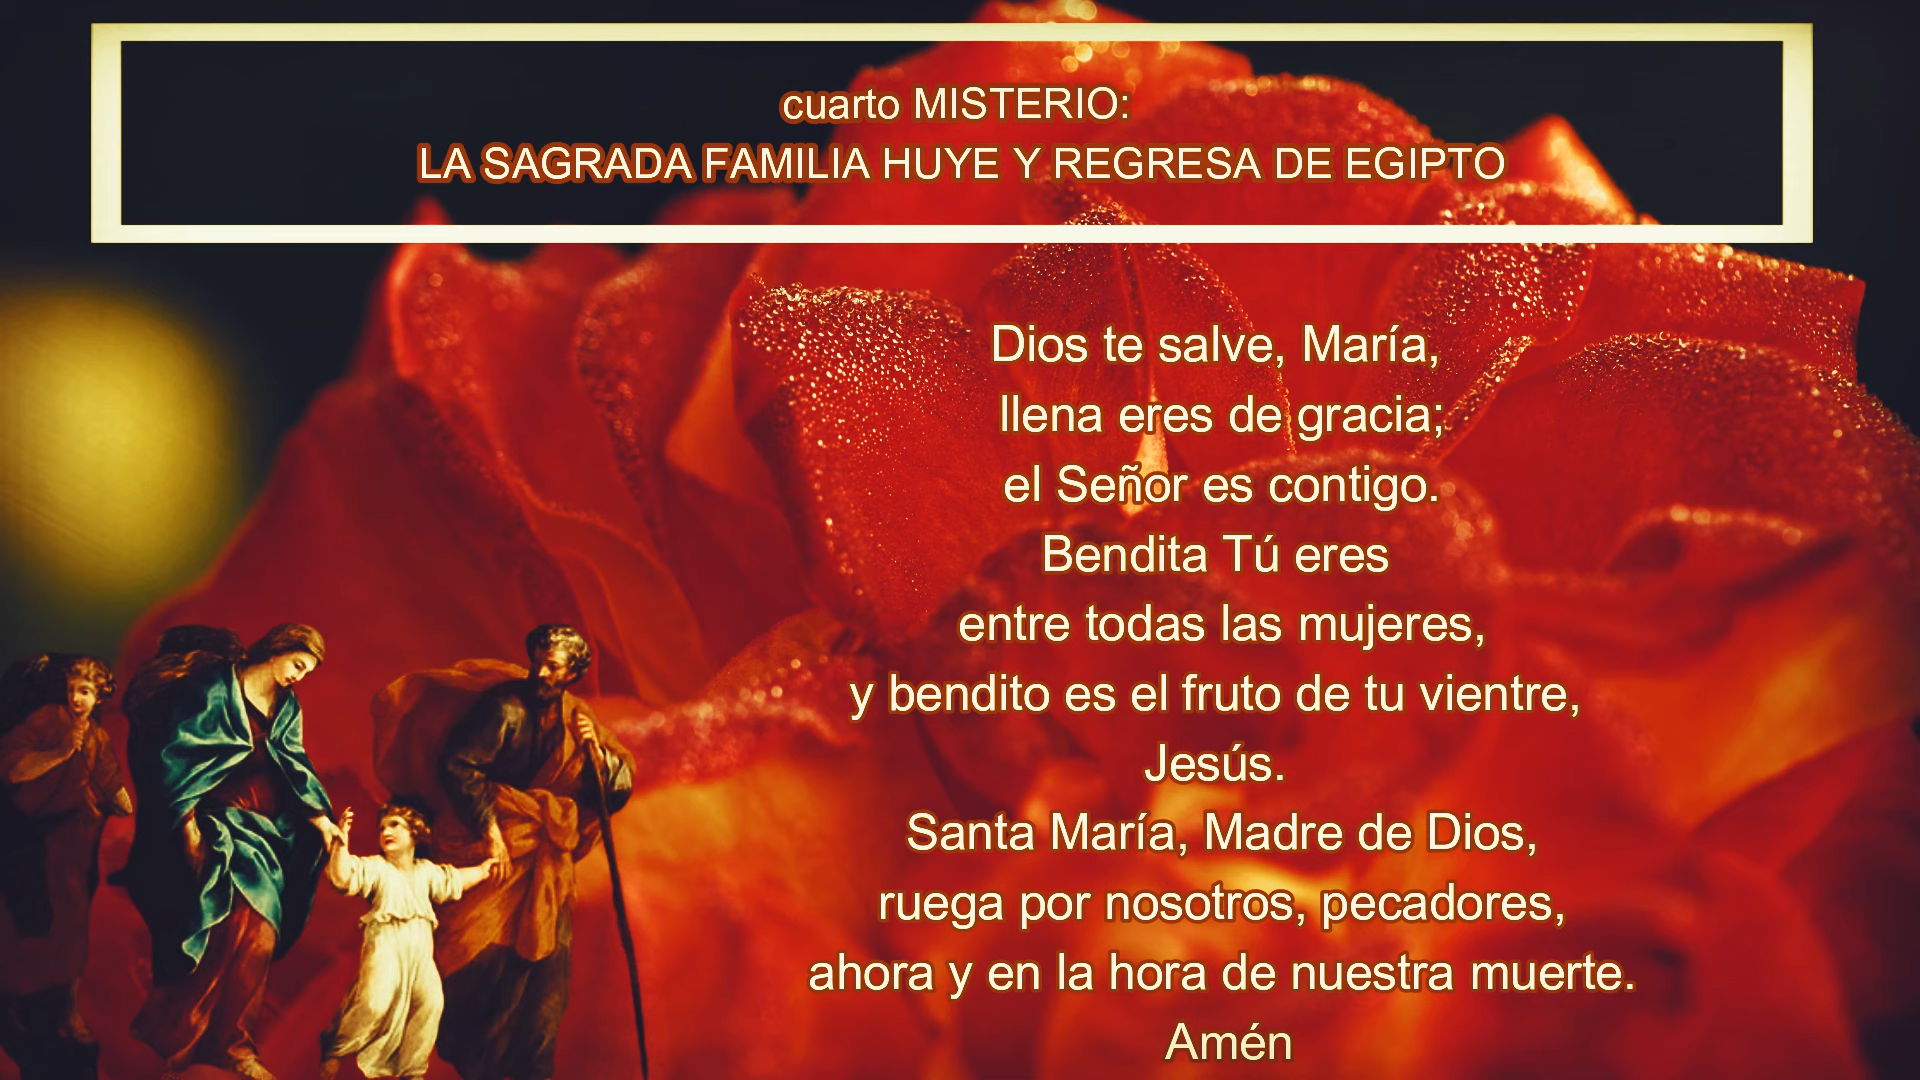 cuarto MISTERIO:
LA SAGRADA FAMILIA HUYE Y REGRESA DE EGIPTO
Dios te salve, María,
llena eres de gracia;
el Señor es contigo.
Bendita Tú eres
entre todas las mujeres,
y bendito es el fruto de tu vientre,
Jesús.
Santa María, Madre de Dios,
ruega por nosotros, pecadores,
ahora y en la hora de nuestra muerte.
Amén